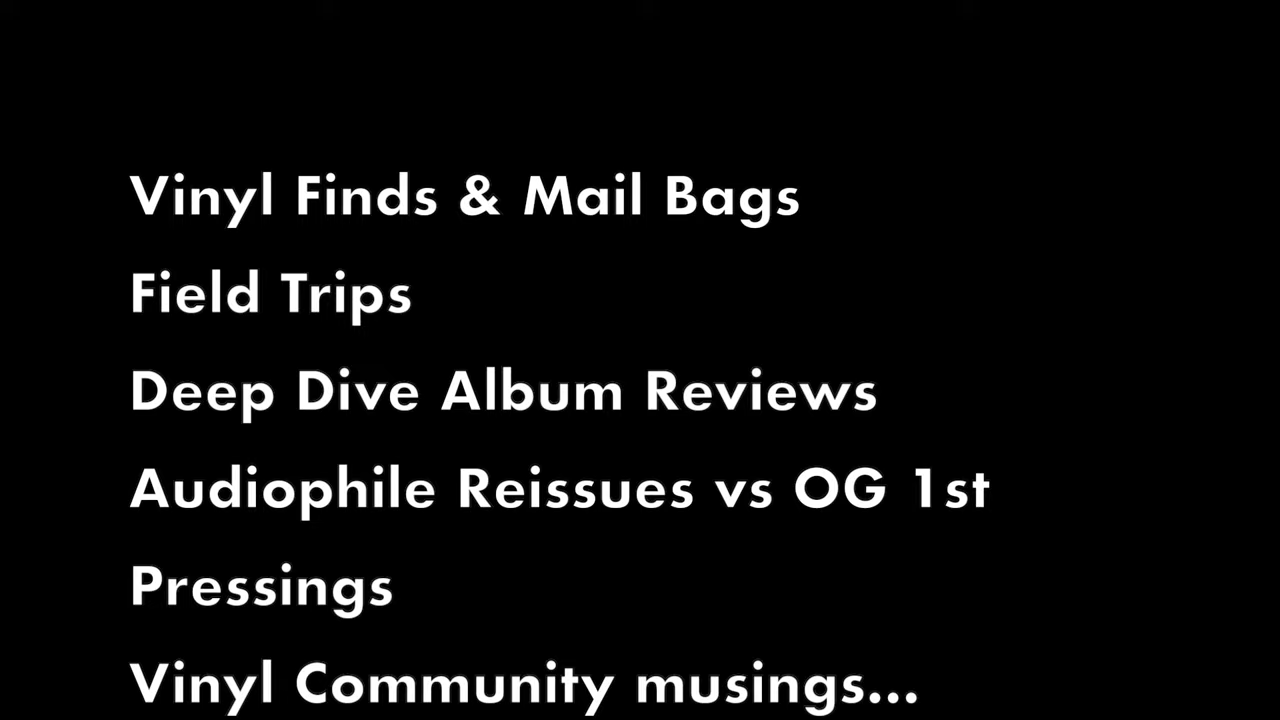 Vinyl Finds & Mail Bags
Field Trips
Deep Dive Album Reviews
Audiophile Reissues vs OG 1st
Pressings
Vinyl Community musings...